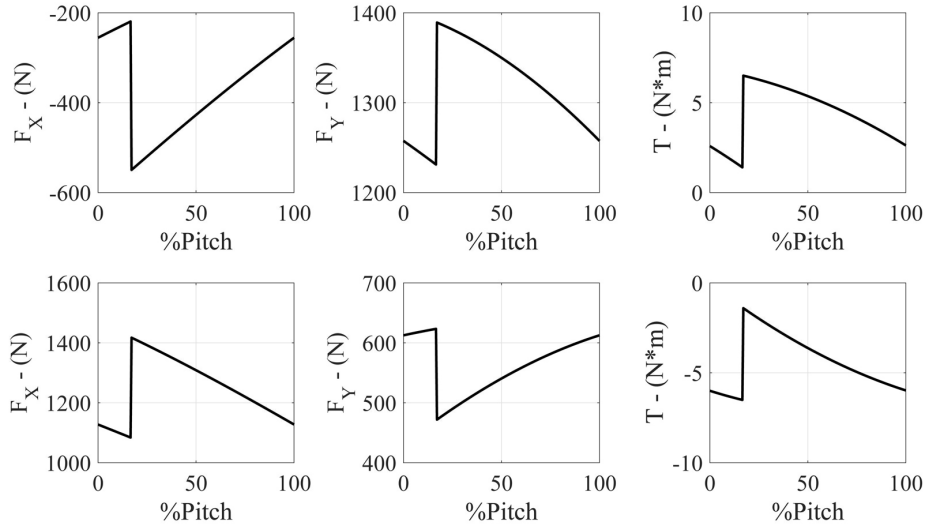 -200
-400
-600
F_X - (N)
0 50 100
%Pitch
1400
1300
1200
F_Y - (N)
0 50 100
%Pitch
10
5
0
T - (N*m)
0 50 100
%Pitch
1600
1400
1200
1000
F_X - (N)
0 50 100
%Pitch
700
600
500
400
F_Y - (N)
0 50 100
%Pitch
0
-5
-10
T - (N*m)
0 50 100
%Pitch